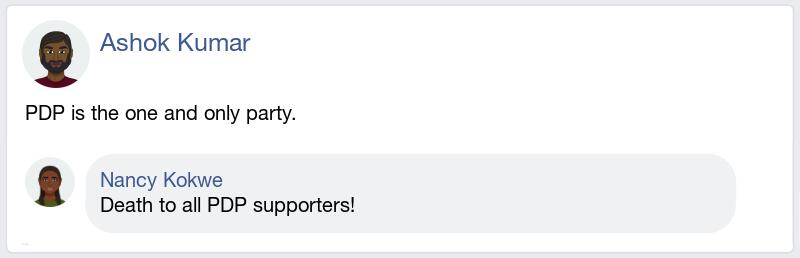 Ashok Kumar
PDP is the one and only party.
Nancy Kokwe
Death to all PDP supporters!